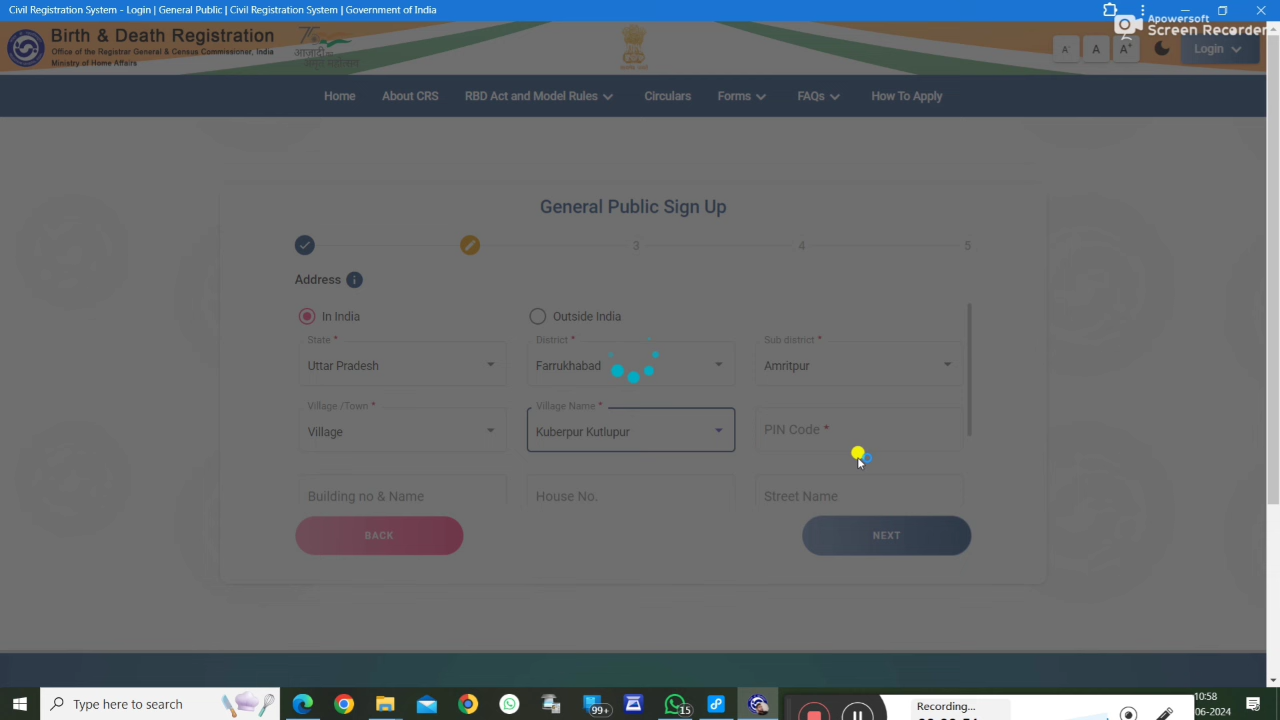 Civil Registration System - Login | General Public | Civil Registration System | Government of India
Apowersoft
Screen Recorder
Birth & Death Registration
Office of the Registrar General & Census Commissioner, India
Ministry of Home Affairs
A- A A+ Login
Home About CRS RBD Act and Model Rules Circulars Forms FAQs How To Apply
General Public Sign Up
3 4 5
Address i
In India Outside India
State * District * Sub district *
Uttar Pradesh Farrukhabad Amritpur
Village /Town * Village Name *
Village Kuberpur Kutlupur PIN Code *
Building no & Name House No. Street Name
BACK NEXT
Type here to search
99+ 15
Recording...
10:58
06-2024